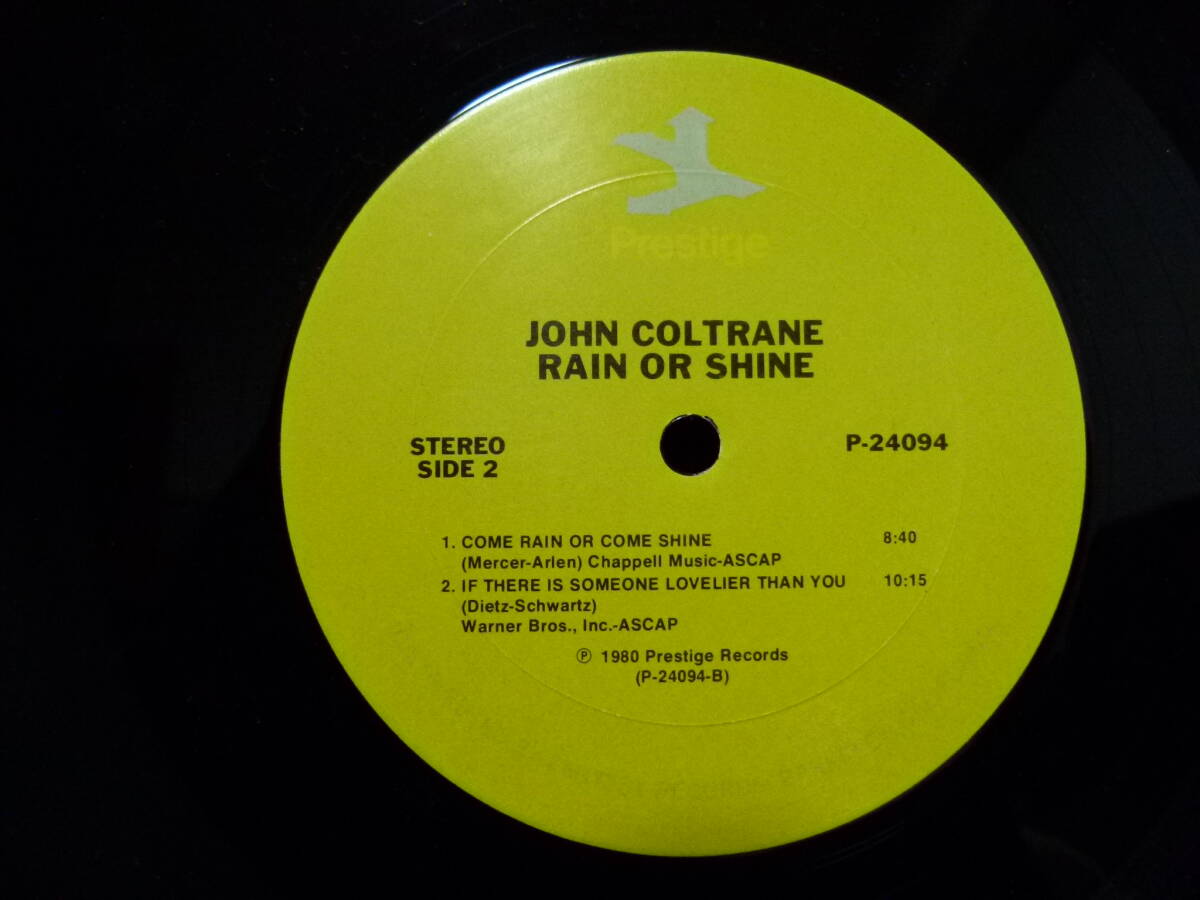 Prestige
JOHN COLTRANE
RAIN OR SHINE
STEREO
SIDE 2
P-24094
1. COME RAIN OR COME SHINE 8:40
(Mercer-Arlen) Chappell Music-ASCAP
2. IF THERE IS SOMEONE LOVELIER THAN YOU 10:15
(Dietz-Schwartz)
Warner Bros., Inc.-ASCAP
℗ 1980 Prestige Records
(P-24094-B)